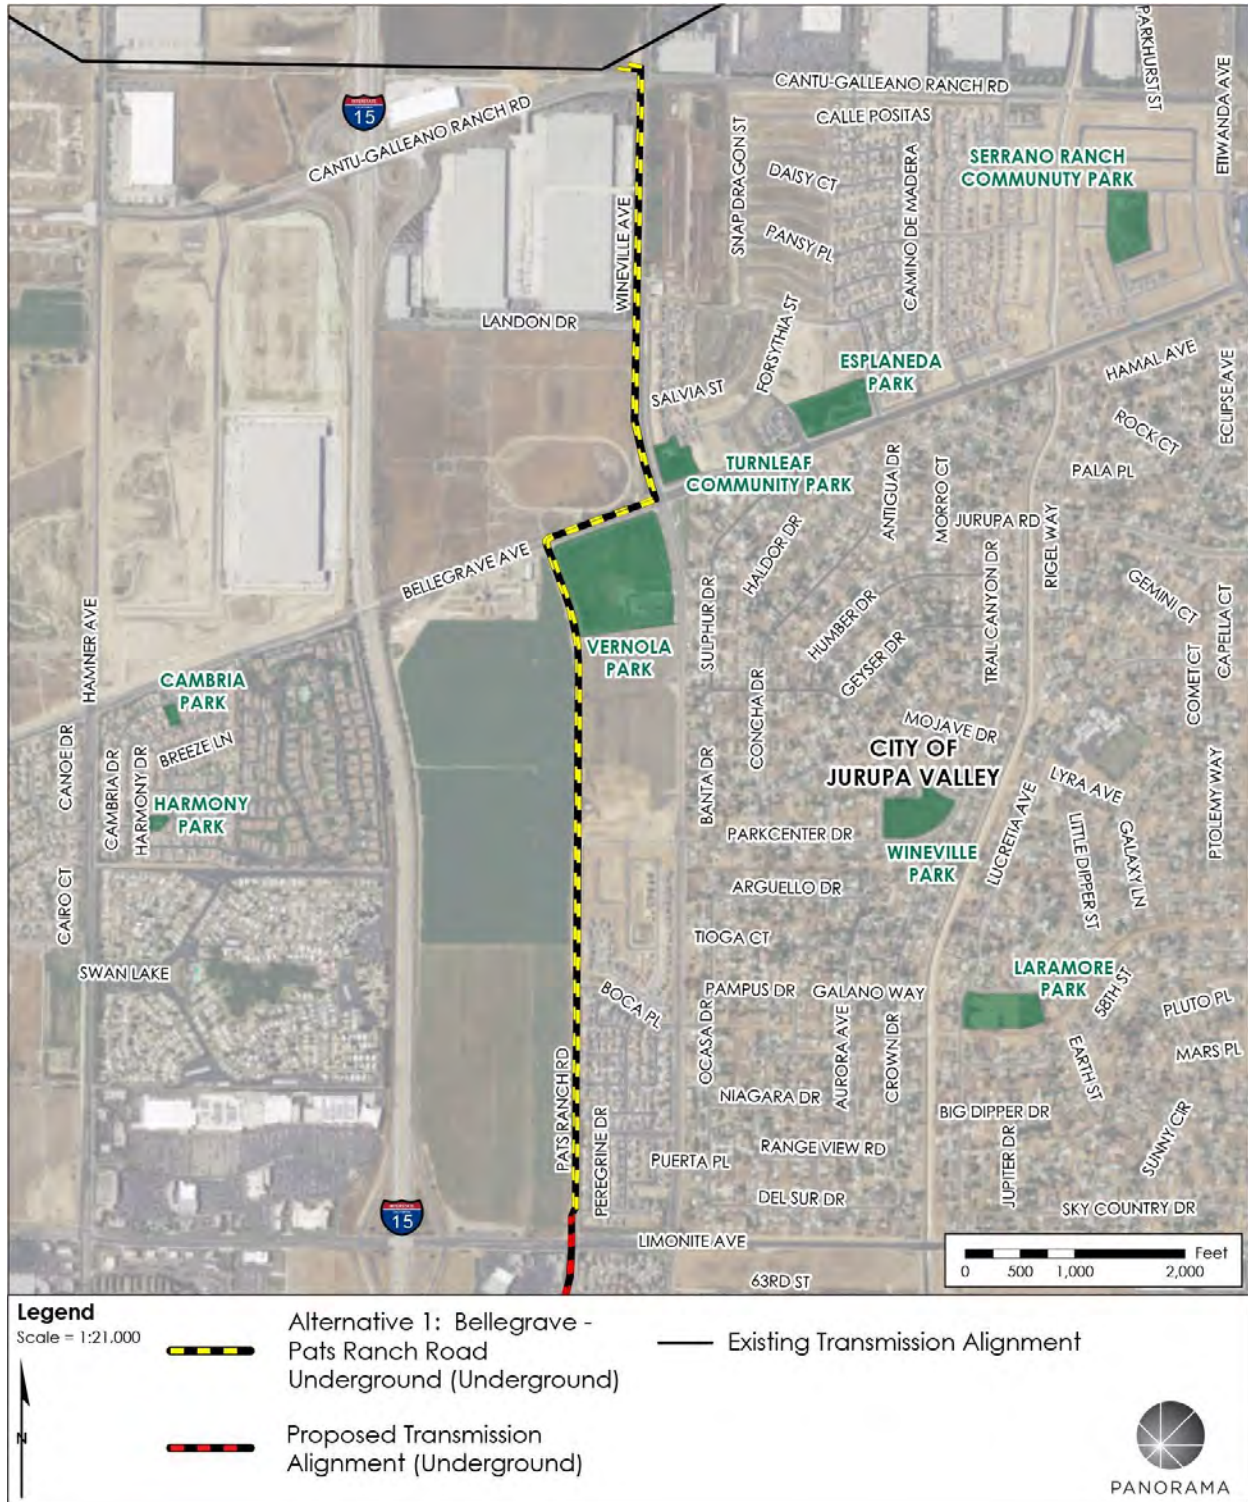 PARKHURST ST
ETIWANDA AVE
CANTU-GALLEANO RANCH RD
CALLE POSITAS
INTERSTATE
15
CANTU-GALLEANO RANCH RD
SERRANO RANCH
COMMUNUTY PARK
SNAP DRAGON ST
DAISY CT
CAMINO DE MADERA
PANSY PL
WINEVILLE AVE
LANDON DR
FORSYTHIA ST
ESPLANEDA
PARK
HAMAL AVE
ECLIPSE AVE
SALVIA ST
ROCK CT
TURNLEAF
COMMUNITY PARK
ANTIGUA DR
MORRO CT
PALA PL
JURUPA RD
HALDOR DR
RIGEL WAY
BELLEGRAVE AVE
TRAIL CANYON DR
GEMINI CT
CAPELLA CT
HAMNER AVE
SULPHUR DR
HUMBER DR
VERNOLA
PARK
GEYSER DR
COMET CT
CAMBRIA
PARK
CONCHA DR
MOJAVE DR
CANOE DR
BREEZE LN
CITY OF
JURUPA VALLEY
CAMBRIA DR
HARMONY DR
HARMONY
PARK
BANTA DR
LYRA AVE
PTOLEMY WAY
PARKCENTER DR
LUCRETIA AVE
LITTLE DIPPER ST
GALAXY LN
WINEVILLE
PARK
CAIRO CT
ARGUELLO DR
TIOGA CT
SWAN LAKE
LARAMORE
PARK
58TH ST
BOCA PL
PAMPUS DR
GALANO WAY
PLUTO PL
OCASA DR
AURORA AVE
CROWN DR
EARTH ST
MARS PL
PATS RANCH RD
NIAGARA DR
BIG DIPPER DR
PEREGRINE DR
PUERTA PL
RANGE VIEW RD
JUPITER DR
SUNNY CIR
DEL SUR DR
SKY COUNTRY DR
INTERSTATE
15
LIMONITE AVE
63RD ST
Feet
0 500 1,000 2,000
Legend
Scale = 1:21,000
N
Alternative 1: Bellegrave -
Pats Ranch Road
Underground (Underground)
Existing Transmission Alignment
Proposed Transmission
Alignment (Underground)
PANORAMA